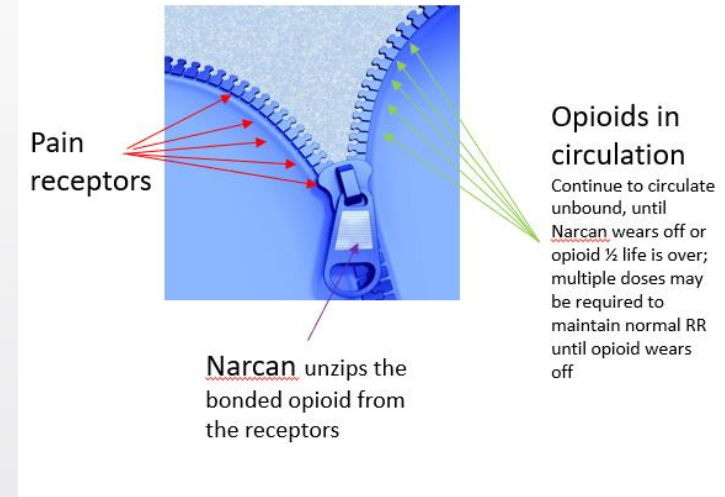 Pain
receptors
Opioids in
circulation
Continue to circulate
unbound, until
Narcan wears off or
opioid ½ life is over;
multiple doses may
be required to
maintain normal RR
until opioid wears
off
Narcan unzips the
bonded opioid from
the receptors